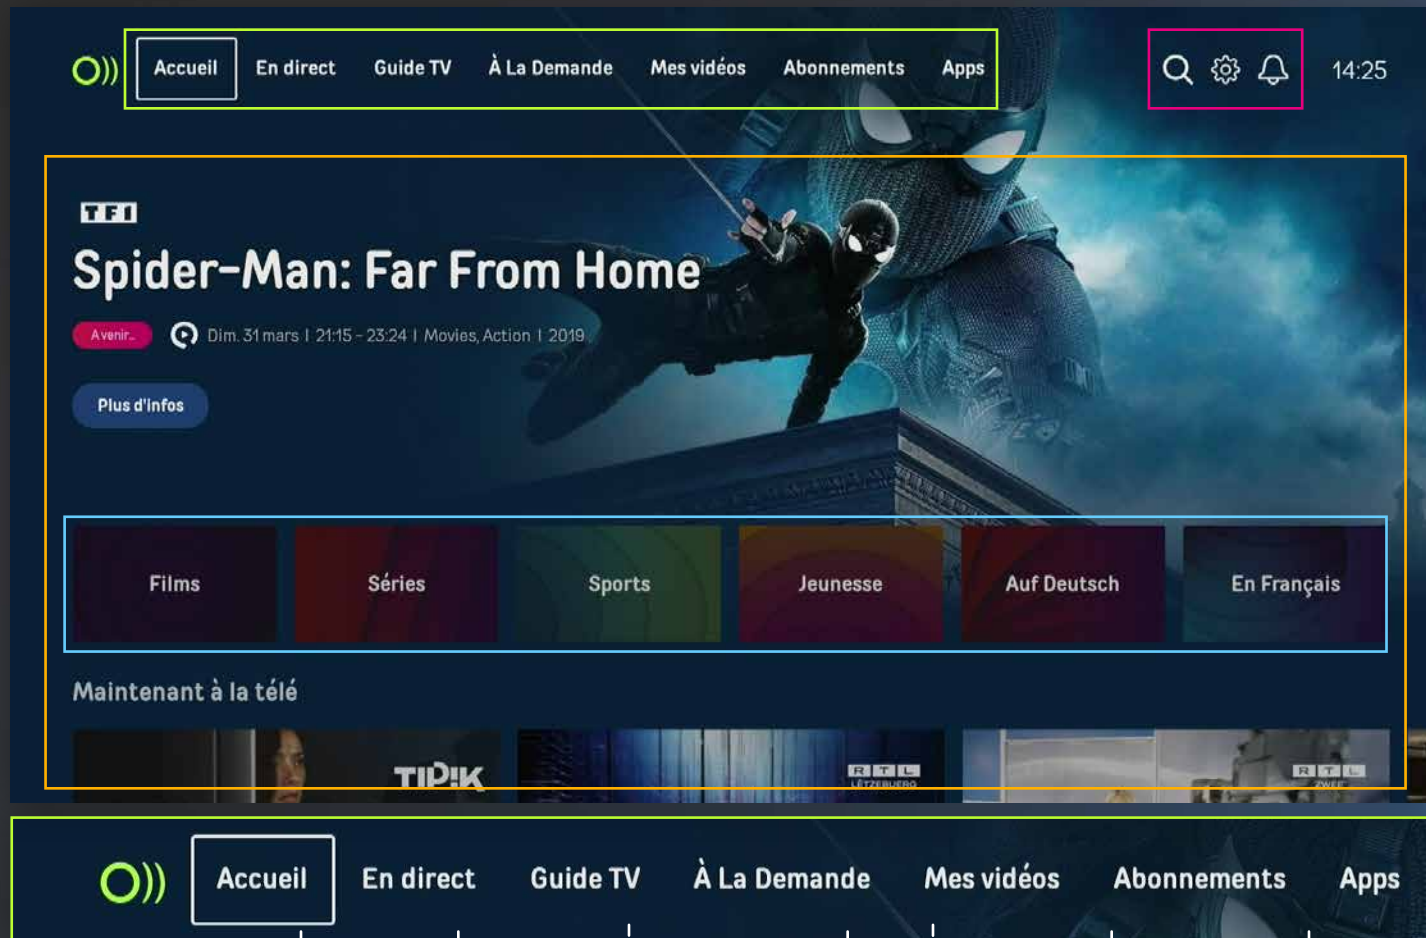 Accueil En direct Guide TV À La Demande Mes vidéos Abonnements Apps 14:25
TF1
Spider-Man: Far From Home
A venir... Dim. 31 mars | 21:15 - 23:24 | Movies, Action | 2019
Plus d'infos
Films Séries Sports Jeunesse Auf Deutsch En Français
Maintenant à la télé
TIPIK RTL LËTZEBUERG RTL ZWEE
Accueil En direct Guide TV À La Demande Mes vidéos Abonnements Apps